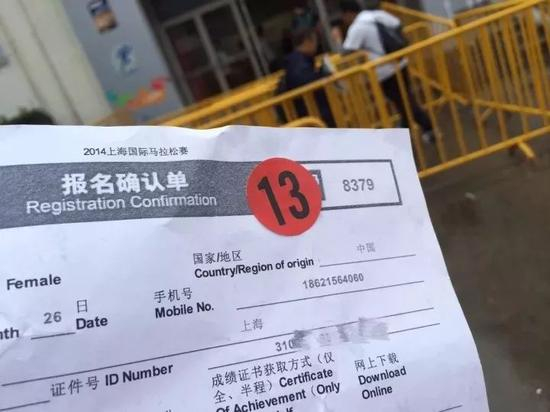 2014上海国际马拉松赛
报名确认单
Registration Confirmation
13
8379
Female
国家/地区
Country/Region of origin
中国
26
日
Date
手机号
Mobile No.
18621564060
上海
310
证件号 ID Number
成绩证书获取方式(仅
全、半程) Certificate
Of Achievement (Only
网上下载
Download
Online